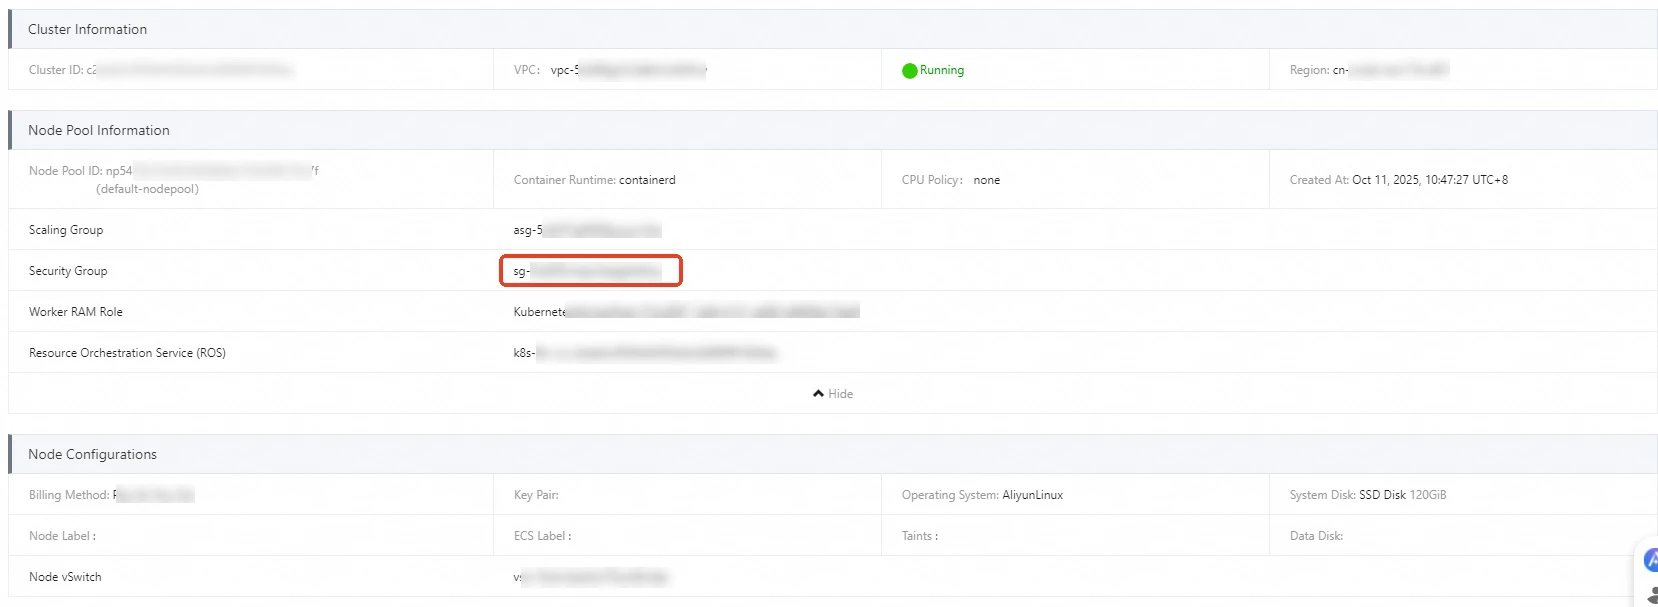 Cluster Information
Cluster ID: c2
VPC: vpc-5
Running
Region: cn-
Node Pool Information
Node Pool ID: np54
(default-nodepool)
Container Runtime: containerd
CPU Policy: none
Created At: Oct 11, 2025, 10:47:27 UTC+8
Scaling Group
asg-5
Security Group
sg-
Worker RAM Role
Kubernete
Resource Orchestration Service (ROS)
k8s-
Hide
Node Configurations
Billing Method:
Key Pair:
Operating System: AliyunLinux
System Disk: SSD Disk 120GiB
Node Label :
ECS Label :
Taints :
Data Disk:
Node vSwitch